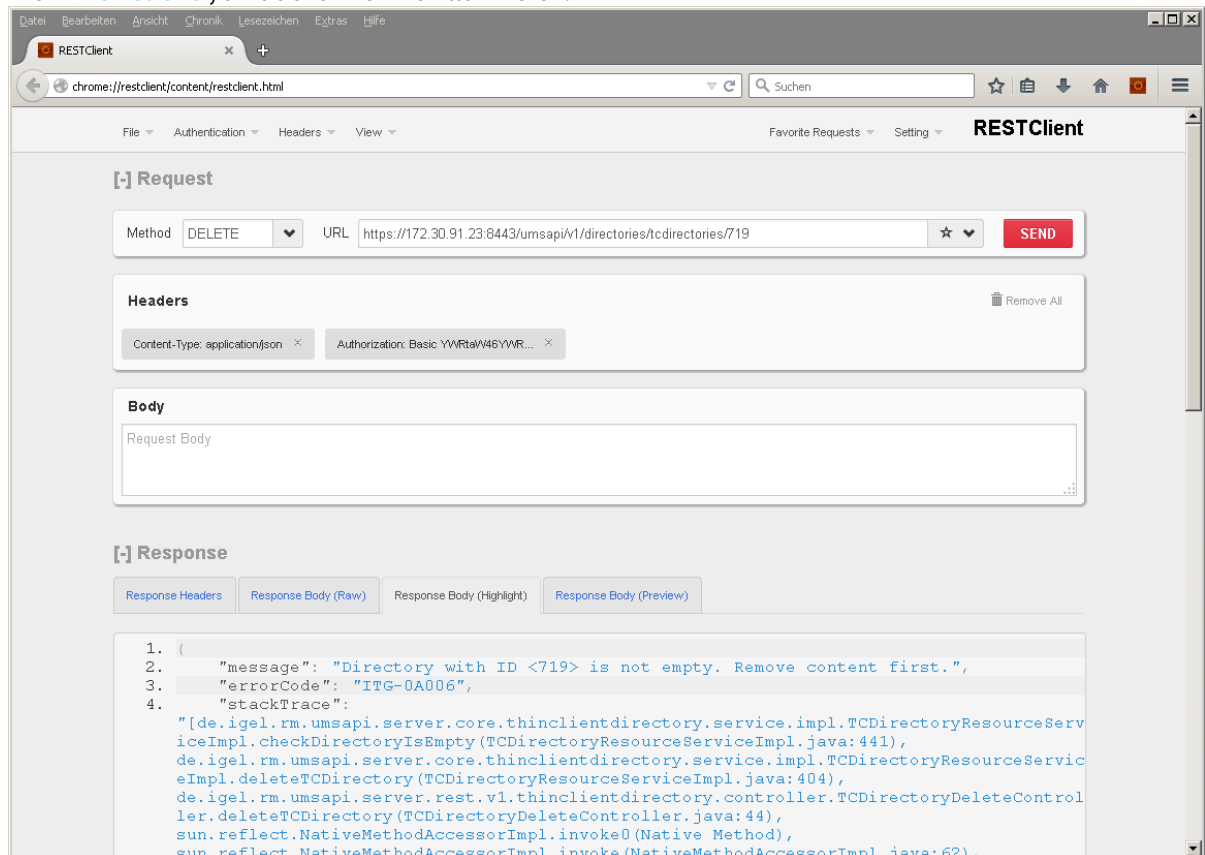 Datei Bearbeiten Ansicht Chronik Lesezeichen Extras Hilfe
RESTClient × +
chrome://restclient/content/restclient.html Suchen
File Authentication Headers View Favorite Requests Setting RESTClient
[-] Request
Method DELETE URL https://172.30.91.23:8443/umsapi/v1/directories/tcdirectories/719 SEND
Headers Remove All
Content-Type: application/json × Authorization: Basic YWRtaW46YWR... ×
Body
Request Body
[-] Response
Response Headers Response Body (Raw) Response Body (Highlight) Response Body (Preview)
1. {
2. "message": "Directory with ID <719> is not empty. Remove content first.",
3. "errorCode": "ITG-0A006",
4. "stackTrace":
"[de.igel.rm.umsapi.server.core.thinclientdirectory.service.impl.TCDirectoryResourceServ
iceImpl.checkDirectoryIsEmpty(TCDirectoryResourceServiceImpl.java:441),
de.igel.rm.umsapi.server.core.thinclientdirectory.service.impl.TCDirectoryResourceServic
eImpl.deleteTCDirectory(TCDirectoryResourceServiceImpl.java:404),
de.igel.rm.umsapi.server.rest.v1.thinclientdirectory.controller.TCDirectoryDeleteControl
ler.deleteTCDirectory(TCDirectoryDeleteController.java:44),
sun.reflect.NativeMethodAccessorImpl.invoke0(Native Method),
sun.reflect.NativeMethodAccessorImpl.invoke(NativeMethodAccessorImpl.java:62),